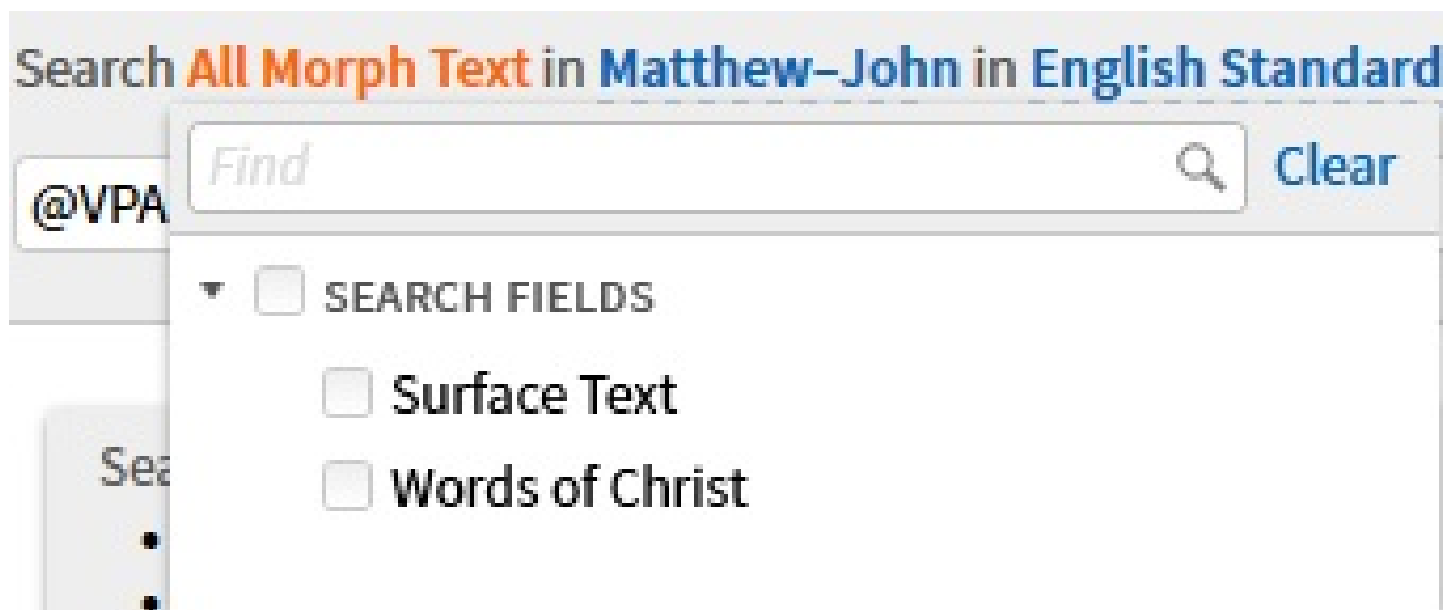 Search All Morph Text in Matthew–John in English Standard
Find
Clear
@VPA
SEARCH FIELDS
Surface Text
Words of Christ